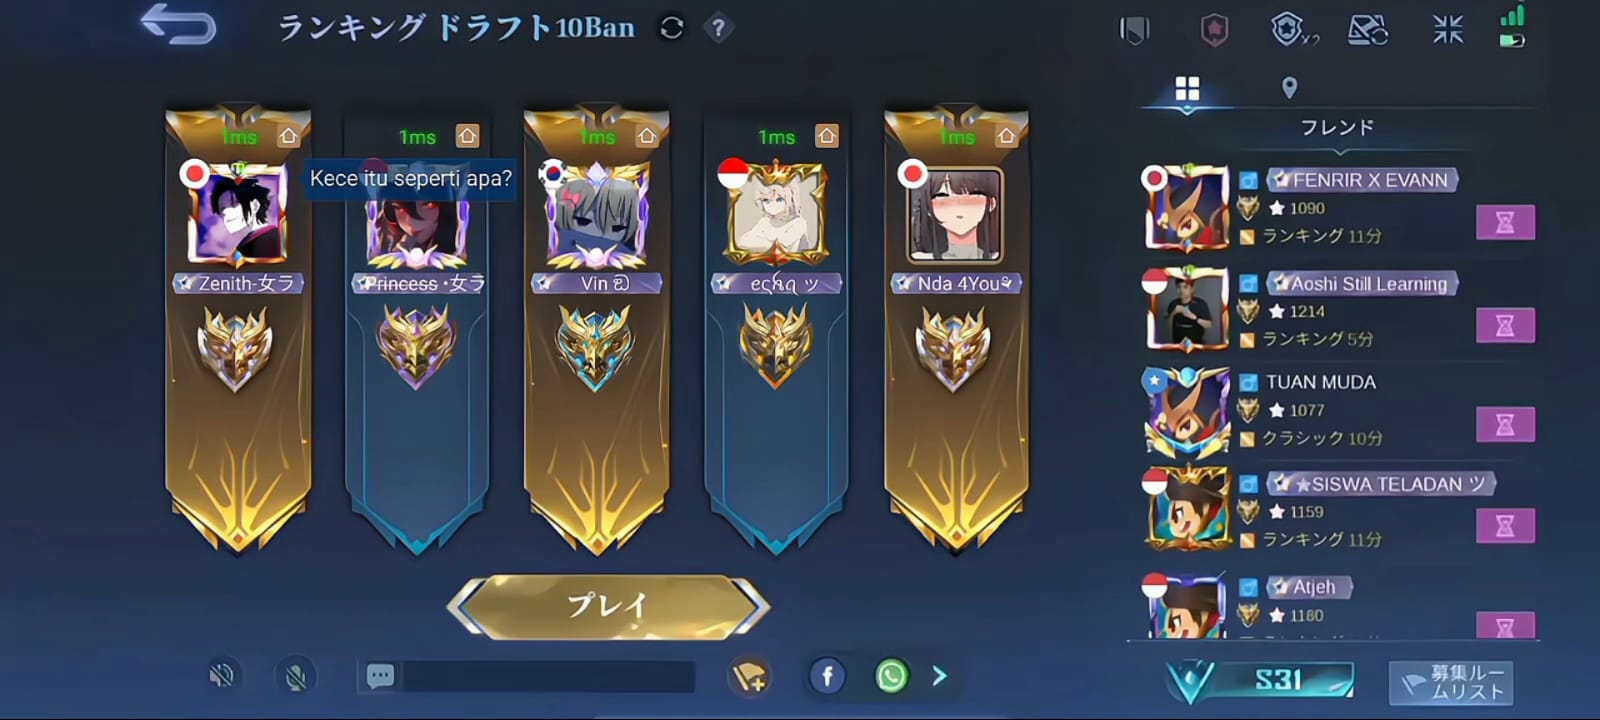 ランキング ドラフト10Ban
?
X2
1ms
1ms
1ms
1ms
1ms
Kece itu seperti apa?
Zenith-女ラ
Princess •女ラ
Vin
echa ツ
Nda 4You
プレイ
フレンド
FENRIR X EVANN
1090
ランキング 11分
Aoshi Still Learning
1214
ランキング 5分
TUAN MUDA
1077
クラシック 10分
★SISWA TELADAN ツ
1159
ランキング 11分
Atjeh
1180
S31
募集ルー
ムリスト